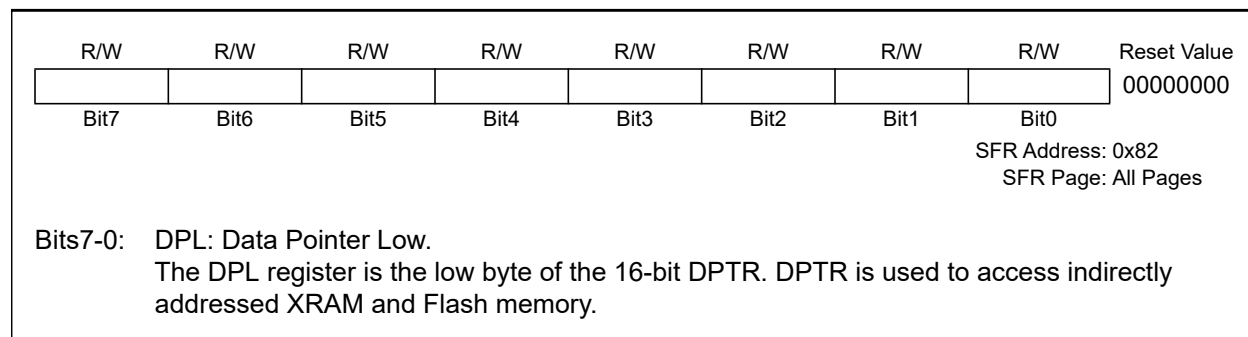 R/W R/W R/W R/W R/W R/W R/W R/W Reset Value
00000000
Bit7 Bit6 Bit5 Bit4 Bit3 Bit2 Bit1 Bit0
SFR Address: 0x82
SFR Page: All Pages
Bits7-0: DPL: Data Pointer Low.
The DPL register is the low byte of the 16-bit DPTR. DPTR is used to access indirectly
addressed XRAM and Flash memory.